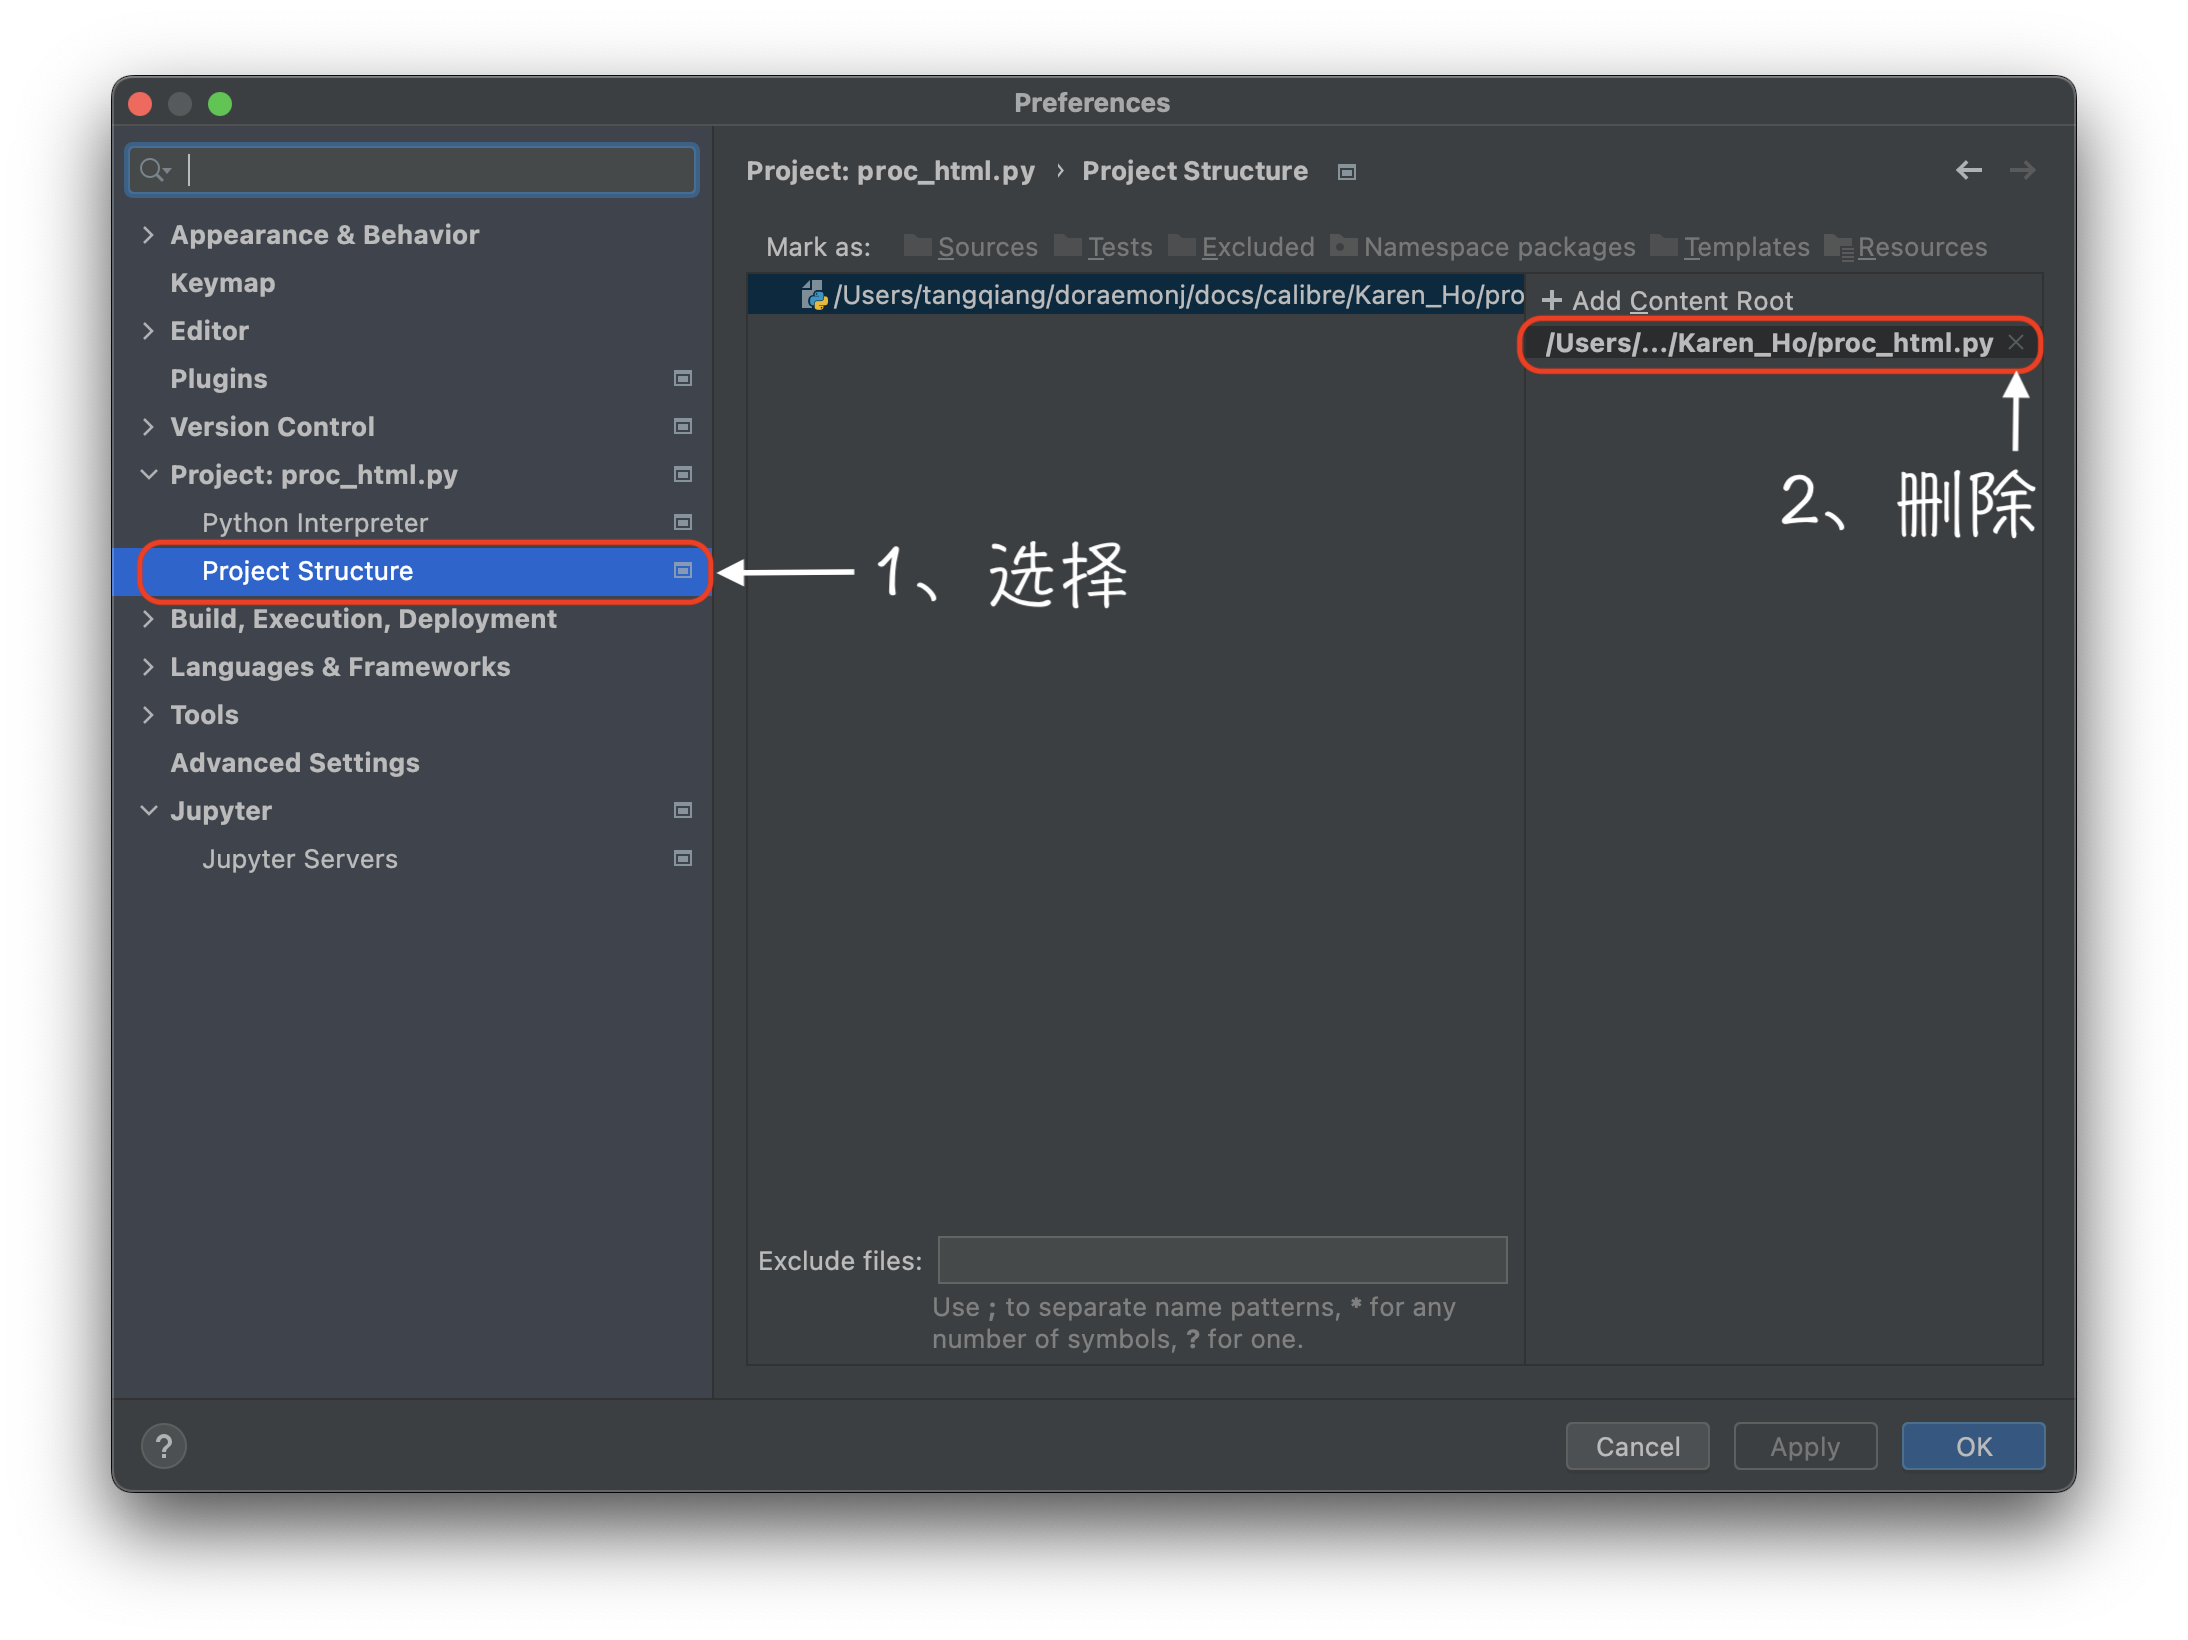 Preferences
Project: proc_html.py › Project Structure
Appearance & Behavior
Keymap
Editor
Plugins
Version Control
Project: proc_html.py
Python Interpreter
Project Structure
Build, Execution, Deployment
Languages & Frameworks
Tools
Advanced Settings
Jupyter
Jupyter Servers
Mark as: Sources Tests Excluded Namespace packages Templates Resources
/Users/tangqiang/doraemonj/docs/calibre/Karen_Ho/pro
+ Add Content Root
/Users/.../Karen_Ho/proc_html.py ×
2、删除
1、选择
Exclude files:
Use ; to separate name patterns, * for any
number of symbols, ? for one.
?
Cancel
Apply
OK